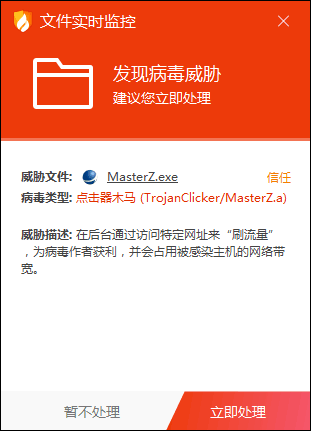 文件实时监控
发现病毒威胁
建议您立即处理
威胁文件: MasterZ.exe 信任
病毒类型: 点击器木马 (TrojanClicker/MasterZ.a)
威胁描述: 在后台通过访问特定网址来“刷流量”
，为病毒作者获利，并会占用被感染主机的网络带
宽。
暂不处理 立即处理